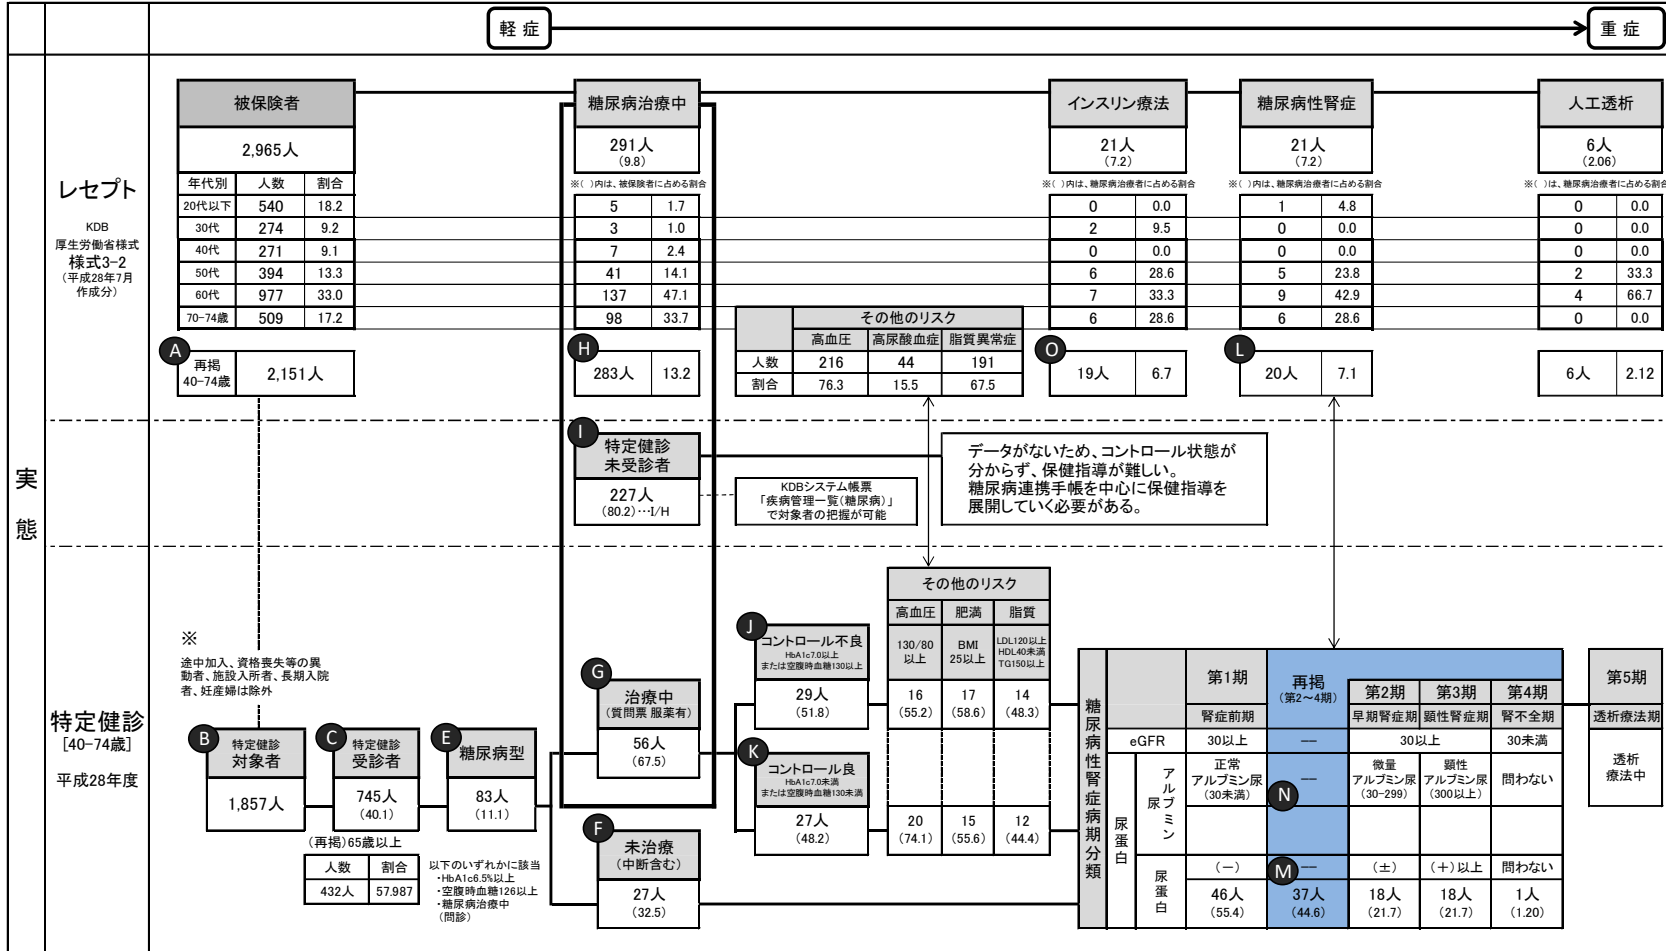 軽 症
重 症
実態
レセプト
KDB
厚生労働省様式
様式3-2
(平成28年7月
作成分)
被保険者
2,965人
年代別 人数 割合
20代以下 540 18.2
30代 274 9.2
40代 271 9.1
50代 394 13.3
60代 977 33.0
70-74歳 509 17.2
A
再掲
40-74歳
2,151人
糖尿病治療中
291人
(9.8)
※( )内は、被保険者に占める割合
5 1.7
3 1.0
7 2.4
41 14.1
137 47.1
98 33.7
H
283人 13.2
その他のリスク
高血圧 高尿酸血症 脂質異常症
人数 216 44 191
割合 76.3 15.5 67.5
インスリン療法
21人
(7.2)
※( )内は、糖尿病治療者に占める割合
0 0.0
2 9.5
0 0.0
6 28.6
7 33.3
6 28.6
O
19人 6.7
糖尿病性腎症
21人
(7.2)
※( )内は、糖尿病治療者に占める割合
1 4.8
0 0.0
0 0.0
5 23.8
9 42.9
6 28.6
L
20人 7.1
人工透析
6人
(2.06)
※( )は、糖尿病治療者に占める割合
0 0.0
0 0.0
0 0.0
2 33.3
4 66.7
0 0.0
6人 2.12
I
特定健診
未受診者
227人
(80.2)…I/H
KDBシステム帳票
「疾病管理一覧(糖尿病)」
で対象者の把握が可能
データがないため、コントロール状態が
分からず、保健指導が難しい。
糖尿病連携手帳を中心に保健指導を
展開していく必要がある。
特定健診
[40-74歳]
平成28年度
※
途中加入、資格喪失等の異
動者、施設入所者、長期入院
者、妊産婦は除外
B
特定健診
対象者
1,857人
C
特定健診
受診者
745人
(40.1)
(再掲)65歳以上
人数 割合
432人 57.987
E
糖尿病型
83人
(11.1)
以下のいずれかに該当
・HbA1c6.5%以上
・空腹時血糖126以上
・糖尿病治療中
(問診)
G
治療中
(質問票 服薬有)
56人
(67.5)
F
未治療
(中断含む)
27人
(32.5)
J
コントロール不良
HbA1c7.0以上
または空腹時血糖130以上
29人
(51.8)
K
コントロール良
HbA1c7.0未満
または空腹時血糖130未満
27人
(48.2)
その他のリスク
高血圧 肥満 脂質
130/80
以上
BMI
25以上
LDL120以上
HDL40未満
TG150以上
16 17 14
(55.2) (58.6) (48.3)
20 15 12
(74.1) (55.6) (44.4)
糖尿病性腎症病期分類
第1期
腎症前期
再掲
(第2～4期)
第2期 第3期 第4期
早期腎症期 顕性腎症期 腎不全期
第5期
透析療法期
eGFR 30以上 — 30以上 30未満
尿蛋白
尿アルブミン
正常
アルブミン尿
(30未満)
—
N
微量
アルブミン尿
(30-299)
顕性
アルブミン尿
(300以上)
問わない
透析
療法中
尿蛋白
(－) — (±) (＋)以上 問わない
M
46人 37人 18人 18人 1人
(55.4) (44.6) (21.7) (21.7) (1.20)